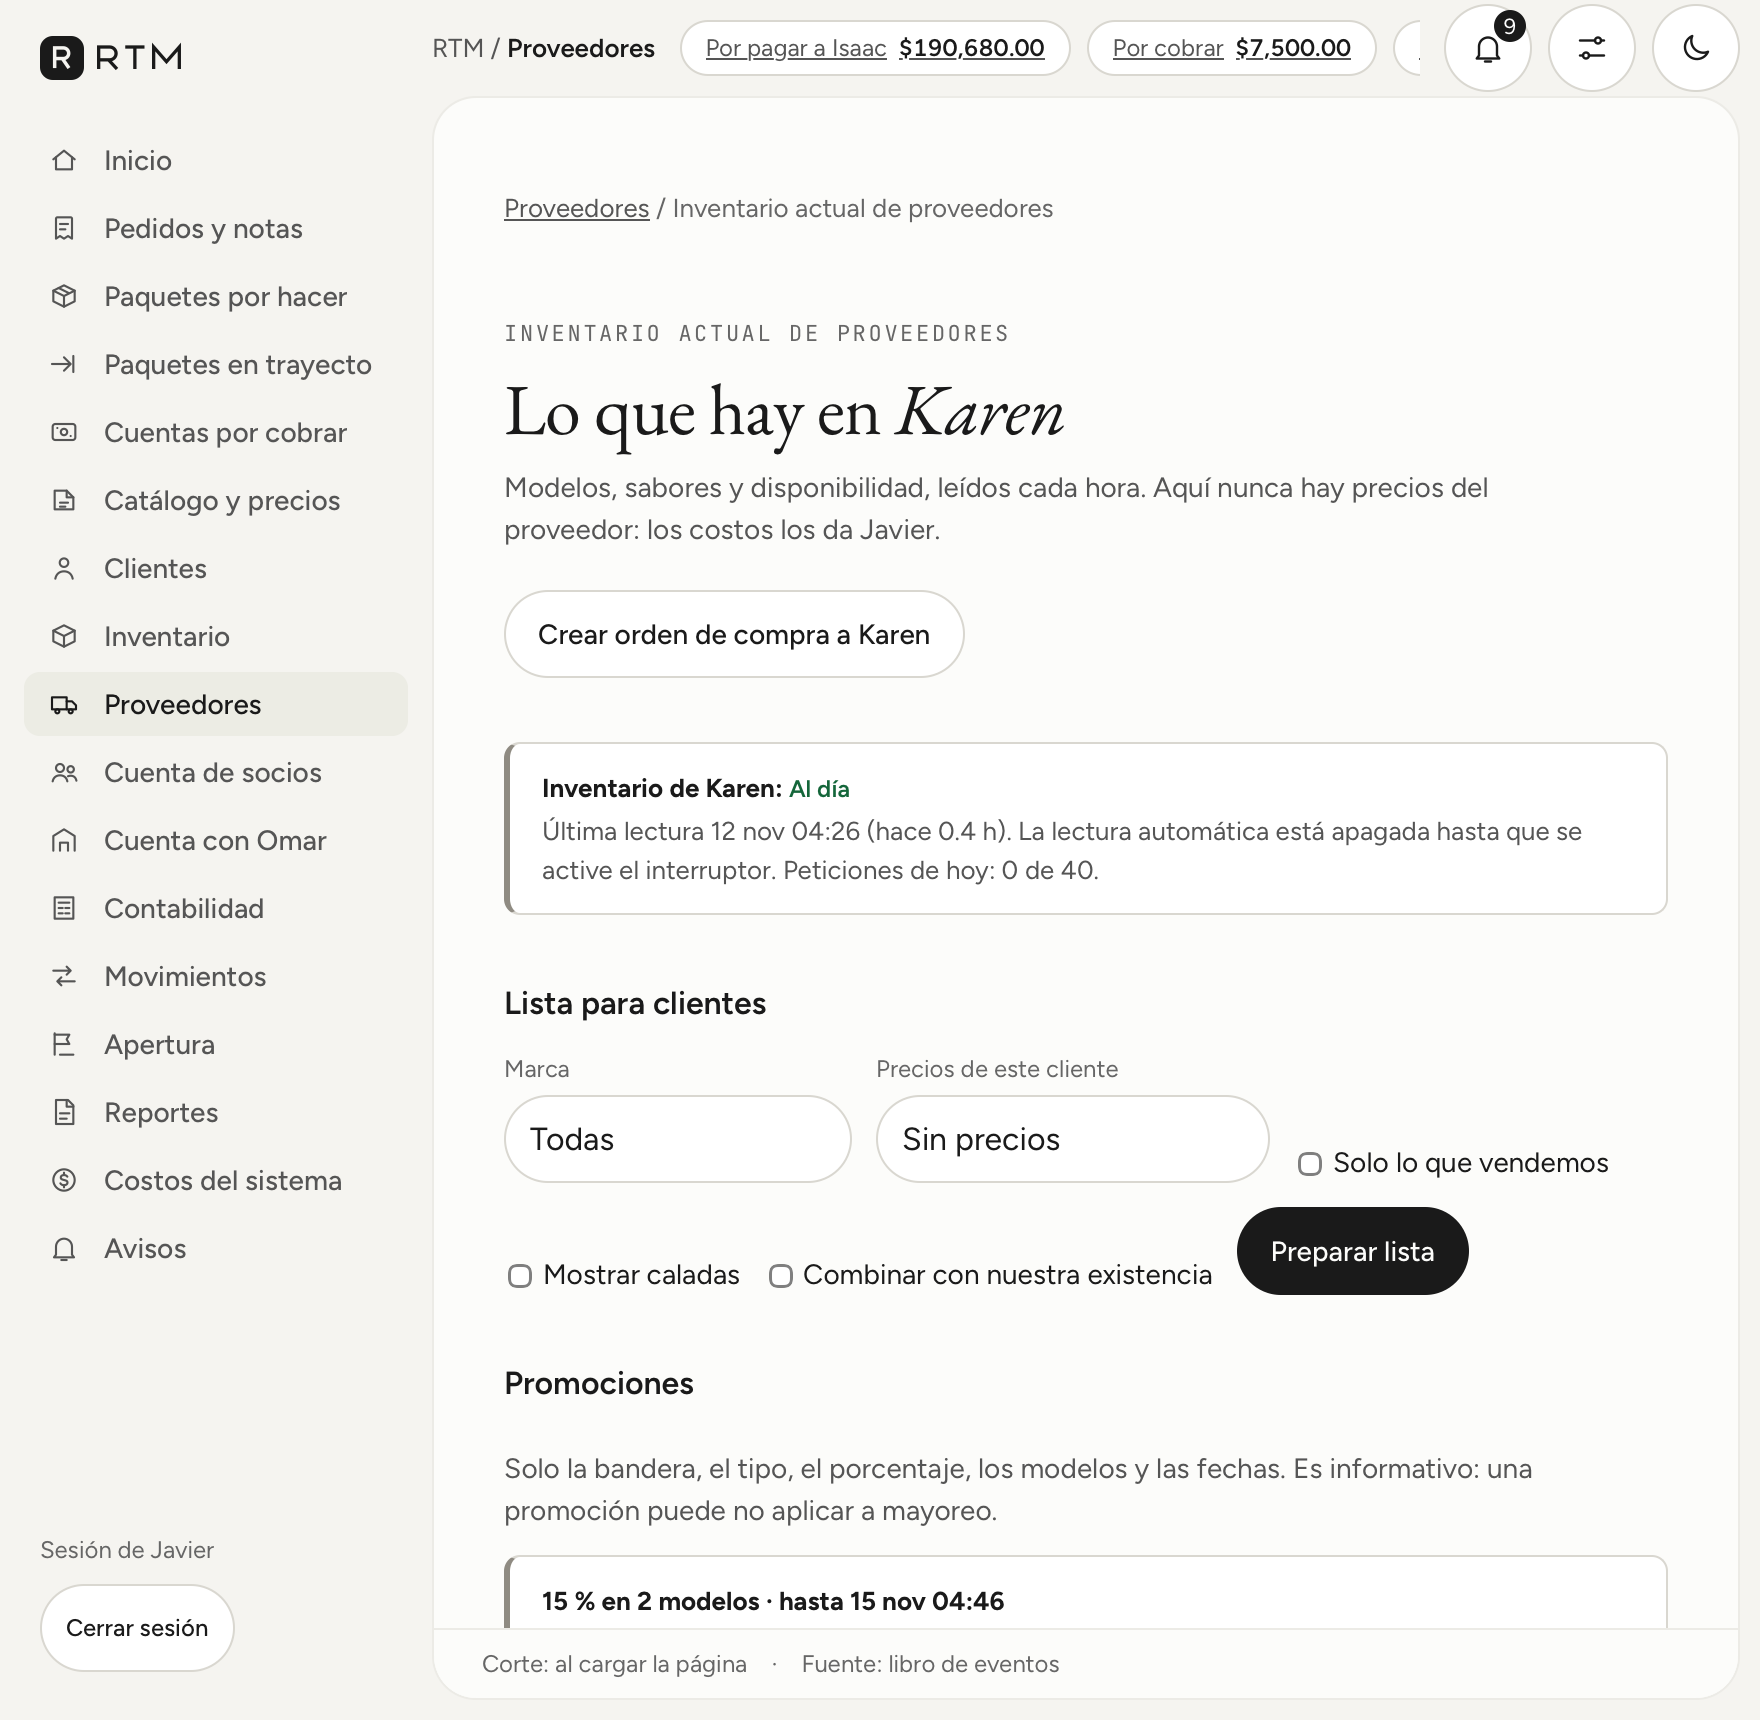 R RTM
RTM / Proveedores
Por pagar a Isaac $190,680.00
Por cobrar $7,500.00
9
Inicio
Pedidos y notas
Paquetes por hacer
Paquetes en trayecto
Cuentas por cobrar
Catálogo y precios
Clientes
Inventario
Proveedores
Cuenta de socios
Cuenta con Omar
Contabilidad
Movimientos
Apertura
Reportes
Costos del sistema
Avisos
Sesión de Javier
Cerrar sesión
Proveedores / Inventario actual de proveedores
INVENTARIO ACTUAL DE PROVEEDORES
Lo que hay en Karen
Modelos, sabores y disponibilidad, leídos cada hora. Aquí nunca hay precios del
proveedor: los costos los da Javier.
Crear orden de compra a Karen
Inventario de Karen: Al día
Última lectura 12 nov 04:26 (hace 0.4 h). La lectura automática está apagada hasta que se
active el interruptor. Peticiones de hoy: 0 de 40.
Lista para clientes
Marca
Precios de este cliente
Todas
Sin precios
Solo lo que vendemos
Mostrar caladas
Combinar con nuestra existencia
Preparar lista
Promociones
Solo la bandera, el tipo, el porcentaje, los modelos y las fechas. Es informativo: una
promoción puede no aplicar a mayoreo.
15 % en 2 modelos · hasta 15 nov 04:46
Corte: al cargar la página · Fuente: libro de eventos